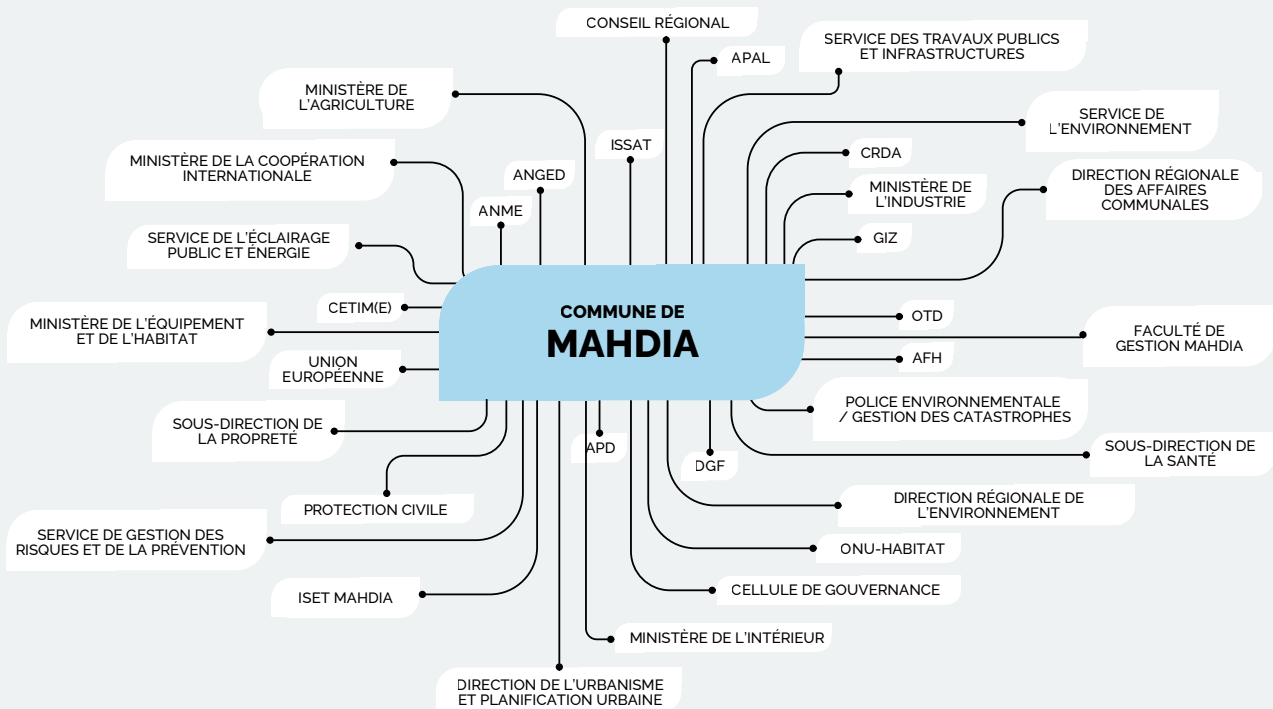 CONSEIL RÉGIONAL
APAL
SERVICE DES TRAVAUX PUBLICS
ET INFRASTRUCTURES
MINISTÈRE DE
L'AGRICULTURE
SERVICE DE
L'ENVIRONNEMENT
ISSAT
CRDA
MINISTÈRE DE LA COOPÉRATION
INTERNATIONALE
ANGED
MINISTÈRE DE
L'INDUSTRIE
DIRECTION RÉGIONALE
DES AFFAIRES
COMMUNALES
ANME
GIZ
SERVICE DE L'ÉCLAIRAGE
PUBLIC ET ÉNERGIE
CETIM(E)
COMMUNE DE
MAHDIA
OTD
MINISTÈRE DE L'ÉQUIPEMENT
ET DE L'HABITAT
FACULTÉ DE
GESTION MAHDIA
UNION
EUROPÉENNE
AFH
POLICE ENVIRONNEMENTALE
/ GESTION DES CATASTROPHES
SOUS-DIRECTION DE
LA PROPRETÉ
APD
DGF
SOUS-DIRECTION DE
LA SANTÉ
PROTECTION CIVILE
DIRECTION RÉGIONALE DE
L'ENVIRONNEMENT
SERVICE DE GESTION DES
RISQUES ET DE LA PRÉVENTION
ONU-HABITAT
ISET MAHDIA
CELLULE DE GOUVERNANCE
MINISTÈRE DE L'INTÉRIEUR
DIRECTION DE L'URBANISME
ET PLANIFICATION URBAINE